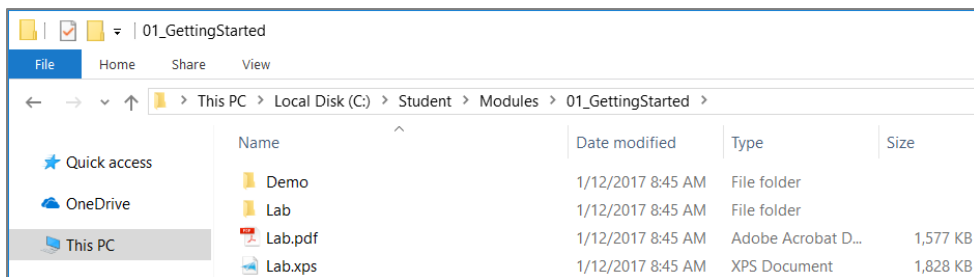 01_GettingStarted
File Home Share View
This PC > Local Disk (C:) > Student > Modules > 01_GettingStarted >
Name Date modified Type Size
Quick access
Demo 1/12/2017 8:45 AM File folder
OneDrive
Lab 1/12/2017 8:45 AM File folder
This PC
Lab.pdf 1/12/2017 8:45 AM Adobe Acrobat D... 1,577 KB
Lab.xps 1/12/2017 8:45 AM XPS Document 1,828 KB